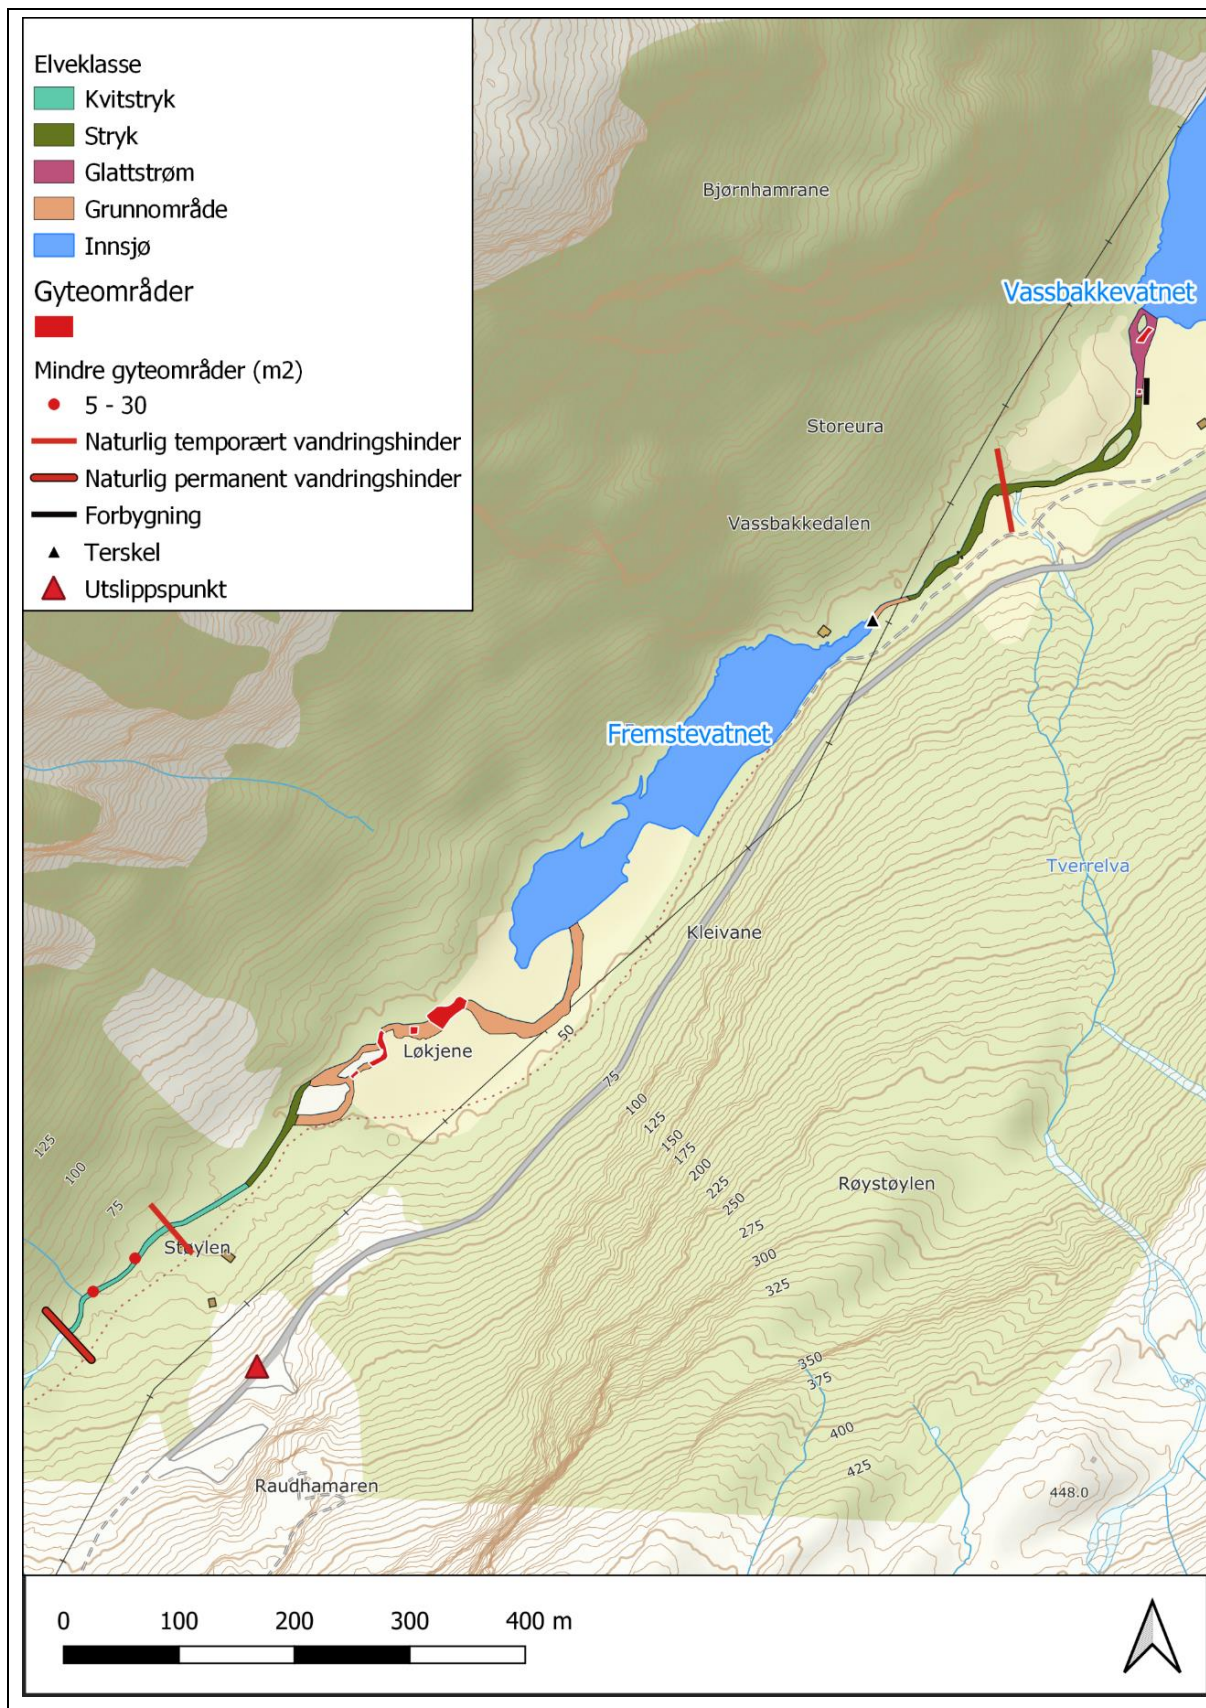 Elveklasse
Kvitstryk
Stryk
Glattstrøm
Grunnområde
Innsjø
Gyteområder
Mindre gyteområder (m2)
5 - 30
Naturlig temporært vandringshinder
Naturlig permanent vandringshinder
Forbygning
Terskel
Utslippspunkt
Bjørnhamrane
Vassbakkevatnet
Storeura
Vassbakkedalen
Fremstevatnet
Tverrelva
Kleivane
50
Løkjene
75
100
125
150
175
200
225
250
275
300
325
125
100
75
Røystøylen
Støylen
350
375
400
425
Raudhamaren
448.0
0
100
200
300
400 m